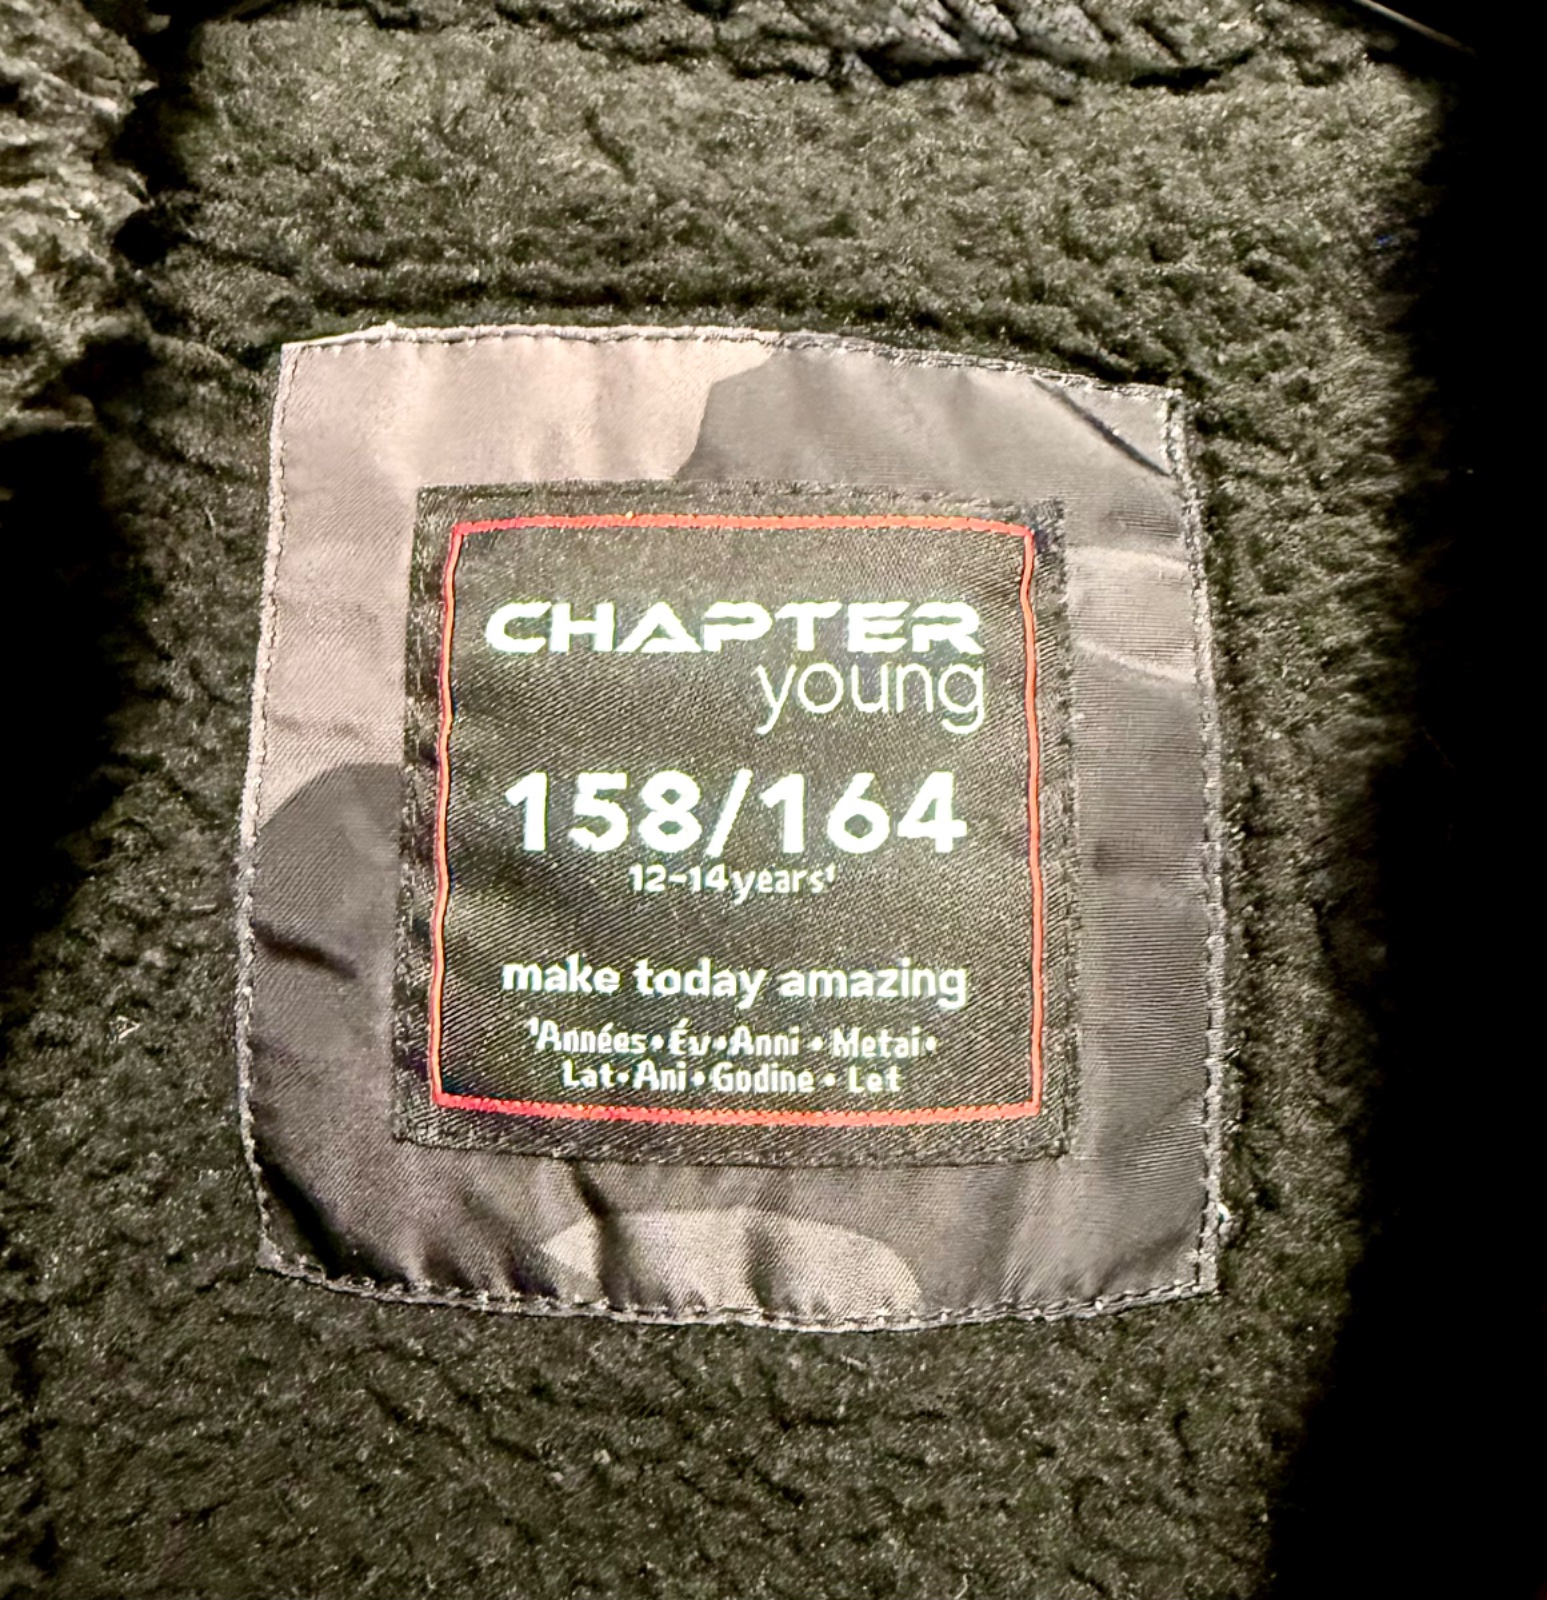 CHAPTER
young
158/164
12-14years¹
make today amazing
¹Années•Év•Anni•Metai•
Lat•Ani•Godine•Let